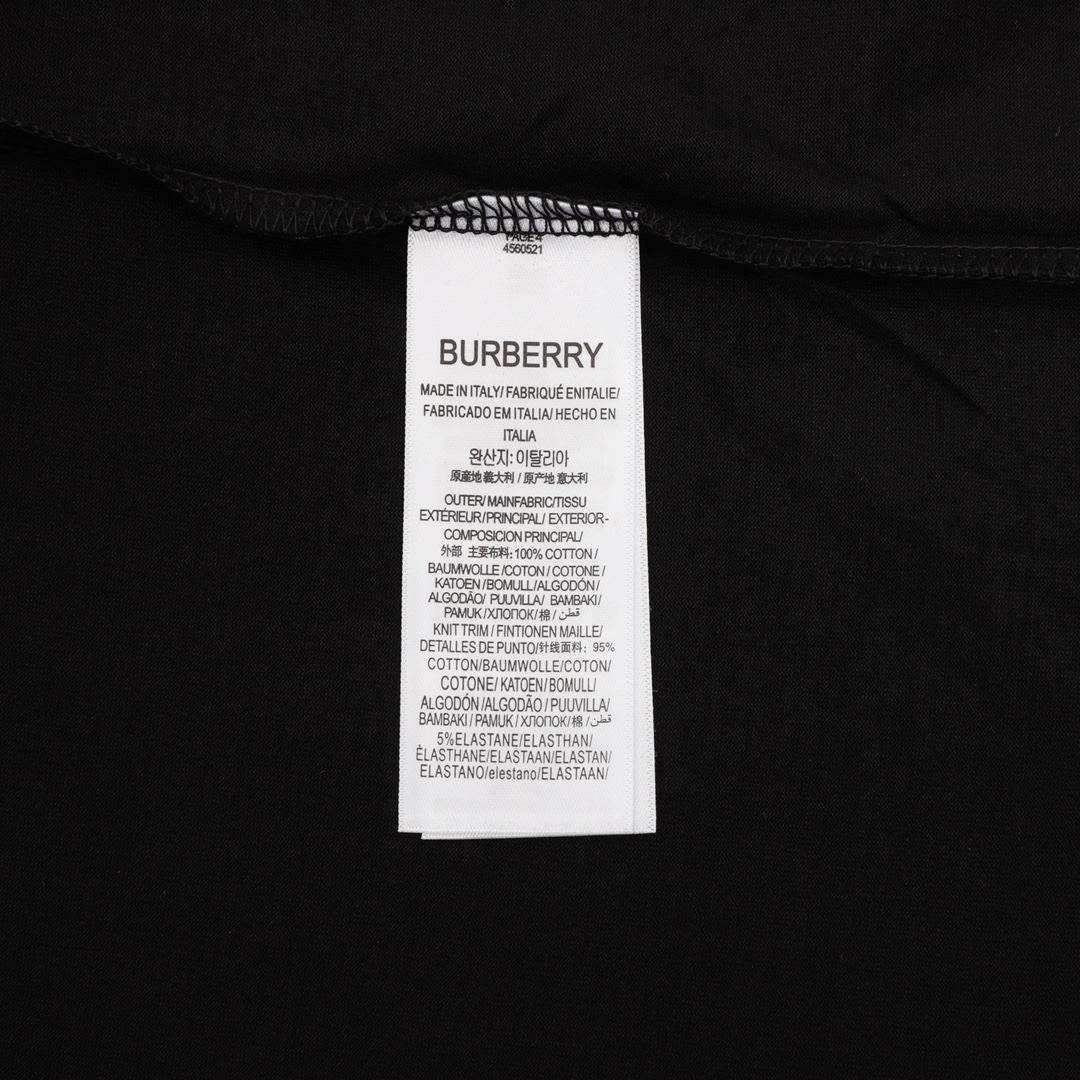 PAGE 4
4560521
BURBERRY
MADE IN ITALY/ FABRIQUÉ ENITALIE/
FABRICADO EM ITALIA/ HECHO EN
ITALIA
완산지: 이탈리아
原産地 義大利 / 原产地 意大利
OUTER/ MAINFABRIC/TISSU
EXTÉRIEUR/PRINCIPAL/ EXTERIOR-
COMPOSICION PRINCIPAL/
外部 主要布料: 100% COTTON /
BAUMWOLLE /COTON / COTONE /
KATOEN /BOMULL/ALGODÓN /
ALGODÃO/ PUUVILLA/ BAMBAKI/
PAMUK /ХЛОПОК/棉 / قطن
KNIT TRIM / FINTIONEN MAILLE/
DETALLES DE PUNTO/针线面料: 95%
COTTON/BAUMWOLLE/COTON/
COTONE/ KATOEN/ BOMULL/
ALGODÓN /ALGODÃO / PUUVILLA/
BAMBAKI / PAMUK / ХЛОПОК/棉 /قطن
5%ELASTANE/ELASTHAN/
ÈLASTHANE/ELASTAAN/ELASTAN/
ELASTANO/elestano/ELASTAAN/